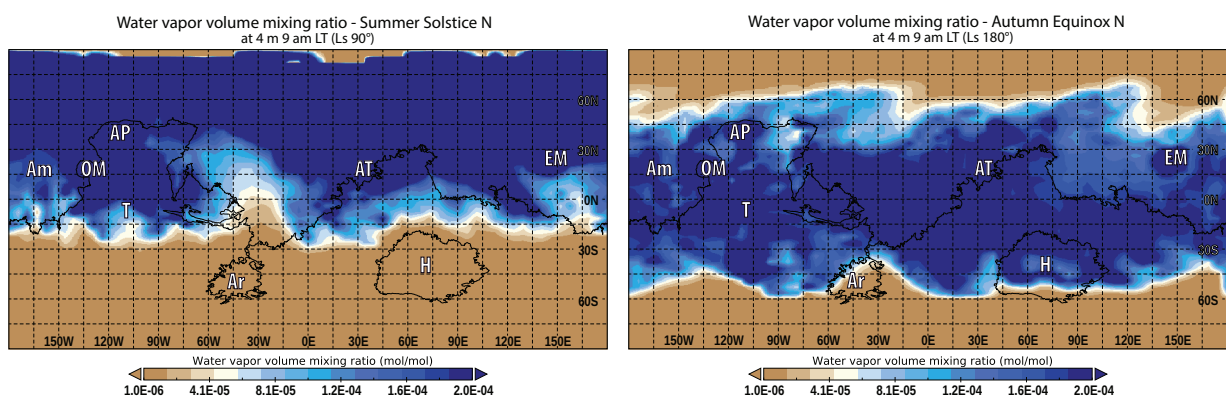 Water vapor volume mixing ratio - Summer Solstice N
at 4 m 9 am LT (Ls 90°)
60N
AP
30N
Am OM AT EM
T 0N
30S
Ar H
60S
150W 120W 90W 60W 30W 0E 30E 60E 90E 120E 150E
Water vapor volume mixing ratio (mol/mol)
1.0E-06 4.1E-05 8.1E-05 1.2E-04 1.6E-04 2.0E-04
Water vapor volume mixing ratio - Autumn Equinox N
at 4 m 9 am LT (Ls 180°)
60N
AP
30N
Am OM AT EM
T 0N
30S
Ar H
60S
150W 120W 90W 60W 30W 0E 30E 60E 90E 120E 150E
Water vapor volume mixing ratio (mol/mol)
1.0E-06 4.1E-05 8.1E-05 1.2E-04 1.6E-04 2.0E-04